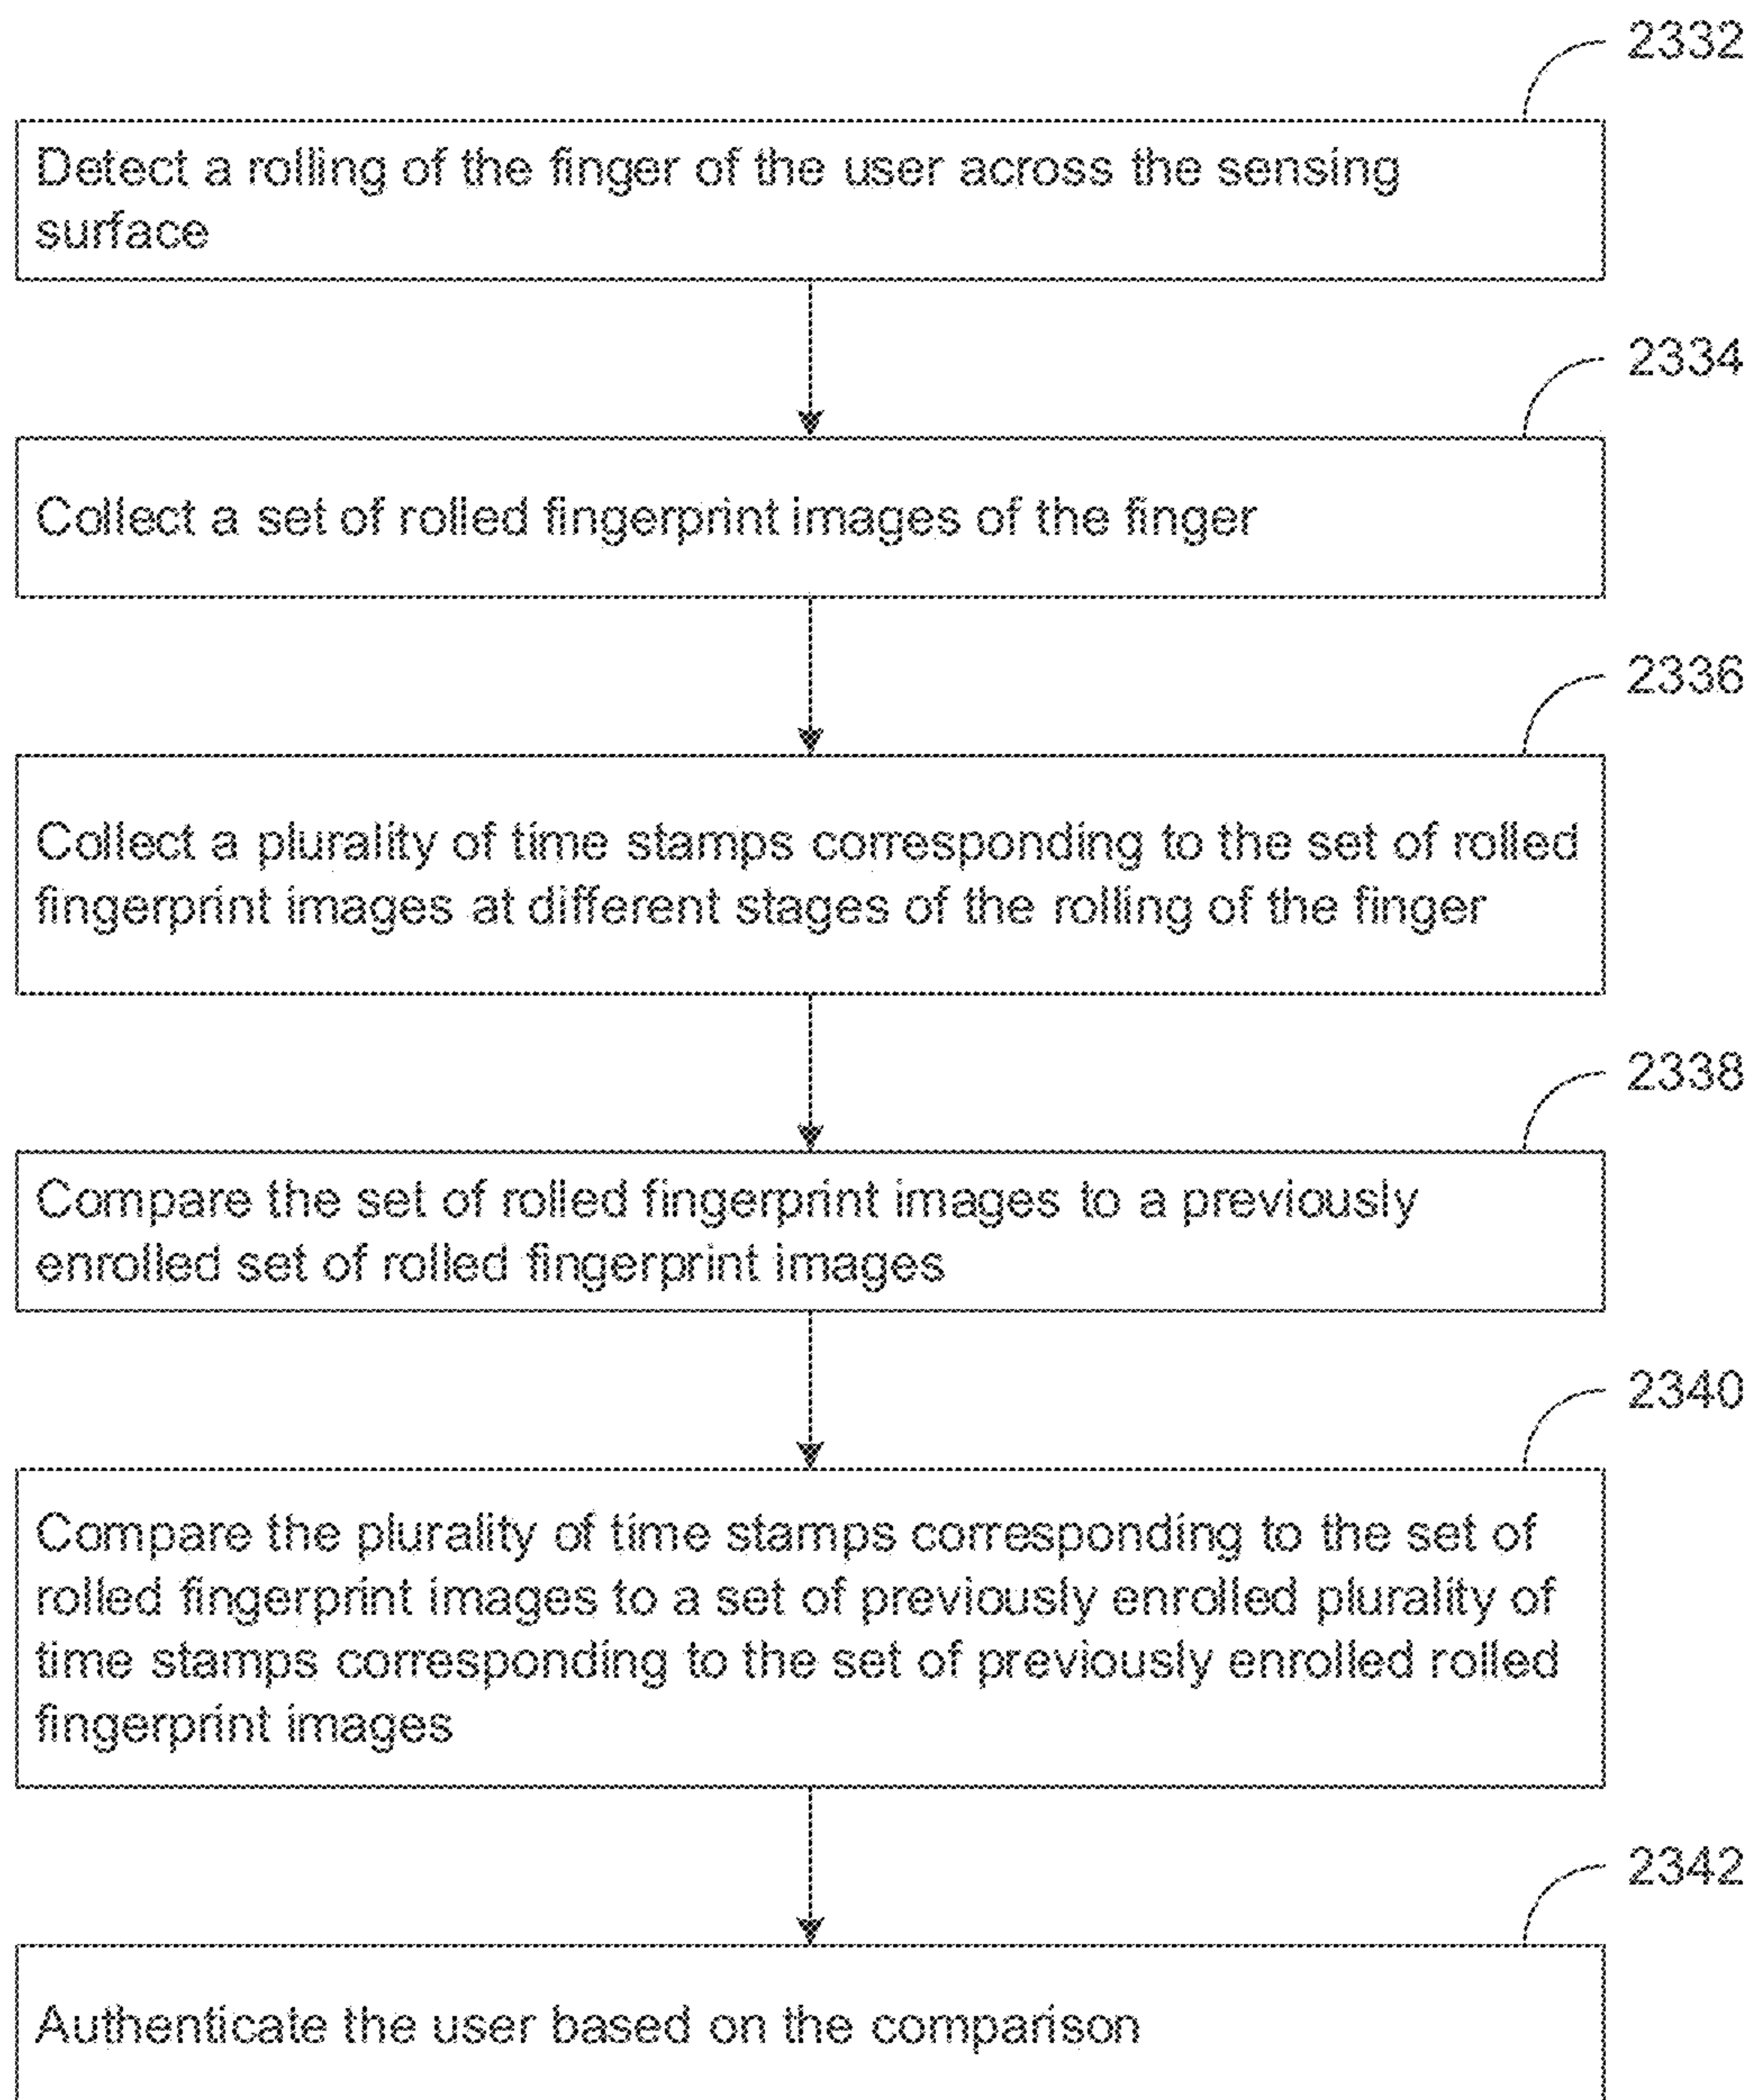 2332
Detect a rolling of the finger of the user across the sensing
surface
2334
Collect a set of rolled fingerprint images of the finger
2336
Collect a plurality of time stamps corresponding to the set of rolled
fingerprint images at different stages of the rolling of the finger
2338
Compare the set of rolled fingerprint images to a previously
enrolled set of rolled fingerprint images
2340
Compare the plurality of time stamps corresponding to the set of
rolled fingerprint images to a set of previously enrolled plurality of
time stamps corresponding to the set of previously enrolled rolled
fingerprint images
2342
Authenticate the user based on the comparison